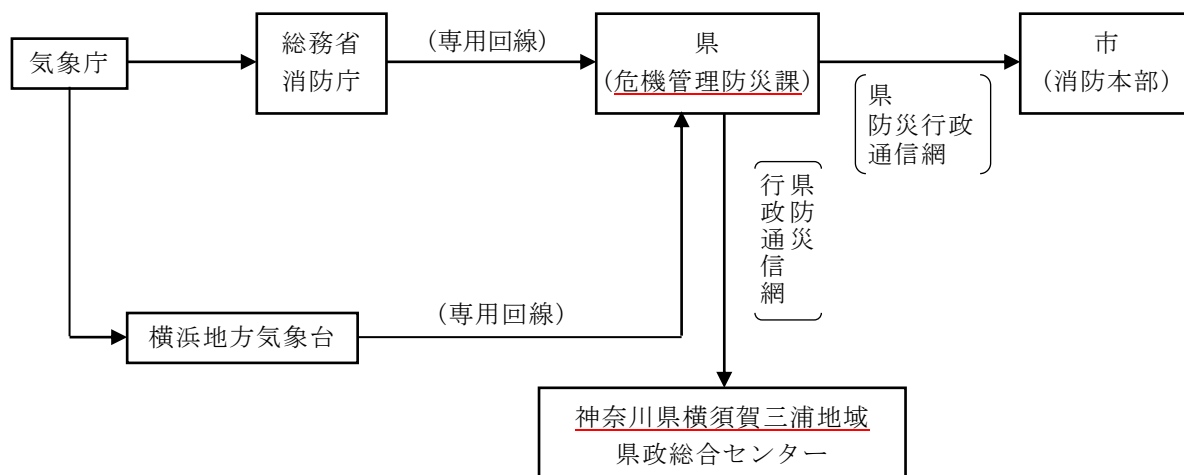 気象庁
総務省
消防庁
(専用回線)
県
(危機管理防災課)
市
(消防本部)
県
防災行政
通信網
県防災
行政通信網
横浜地方気象台
(専用回線)
神奈川県横須賀三浦地域
県政総合センター